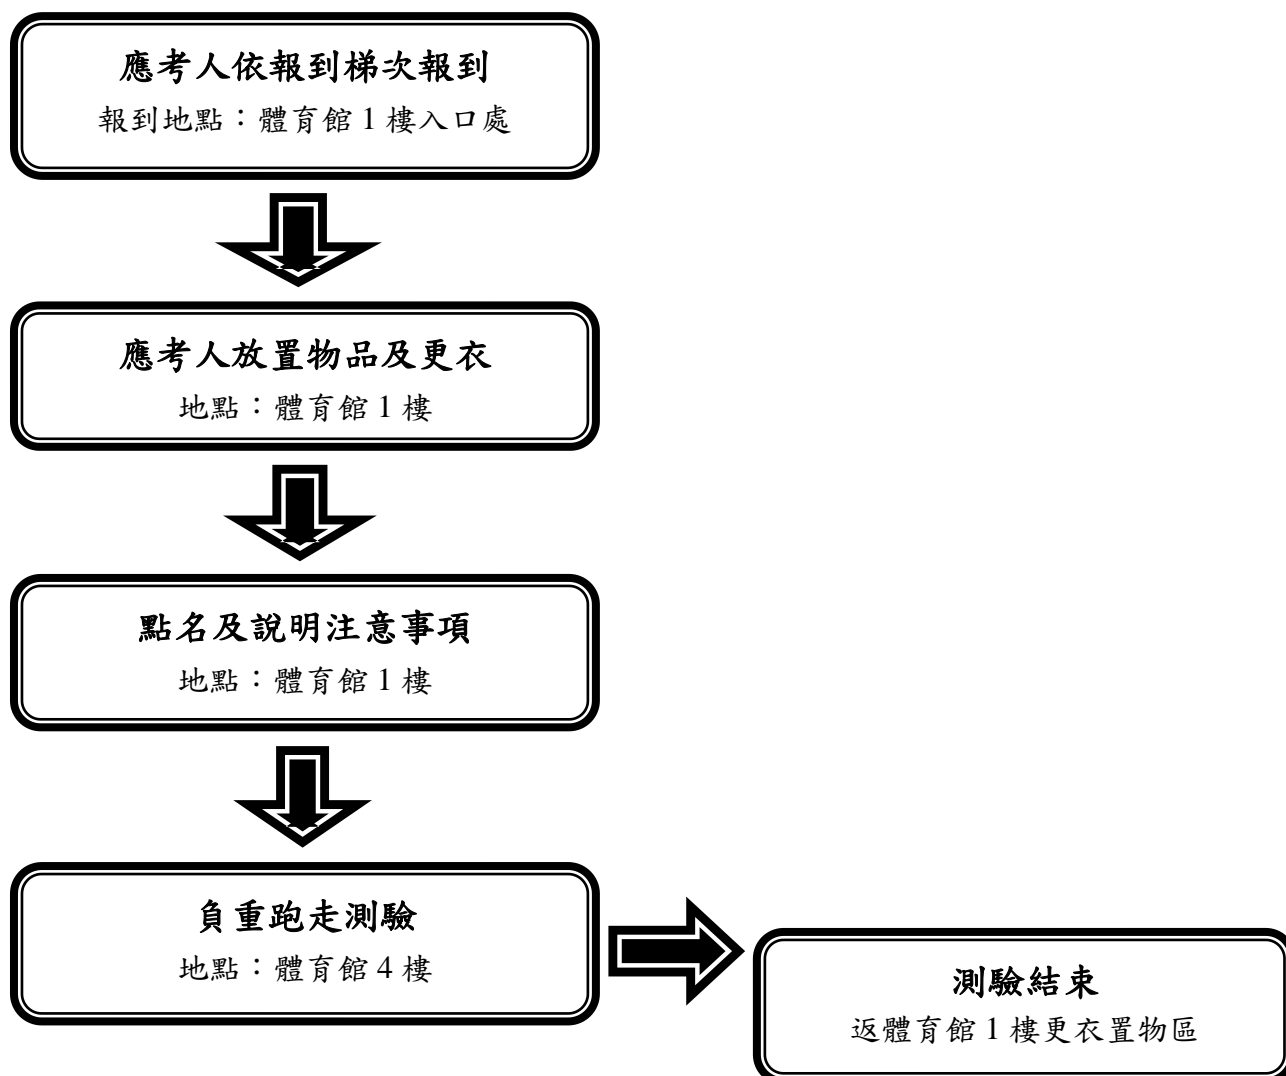 應考人依報到梯次報到
報到地點：體育館 1 樓入口處
應考人放置物品及更衣
地點：體育館 1 樓
點名及說明注意事項
地點：體育館 1 樓
負重跑走測驗
地點：體育館 4 樓
測驗結束
返體育館 1 樓更衣置物區